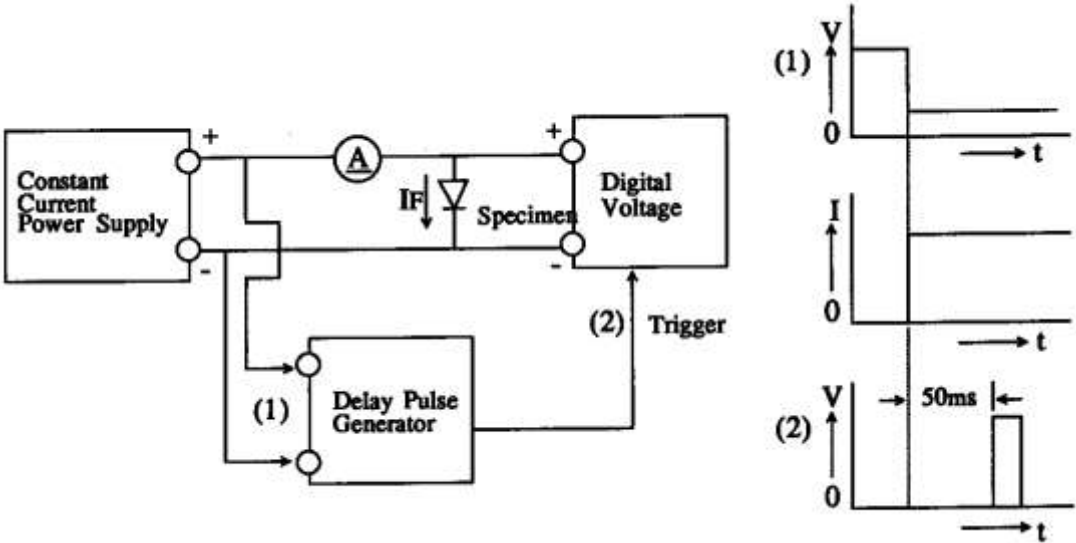 Constant
Current
Power Supply
+
-
A
IF
Specimen
+
-
Digital
Voltage
(2)
Trigger
(1)
Delay Pulse
Generator
V
(1)
0
t
I
0
t
V
50ms
(2)
0
t